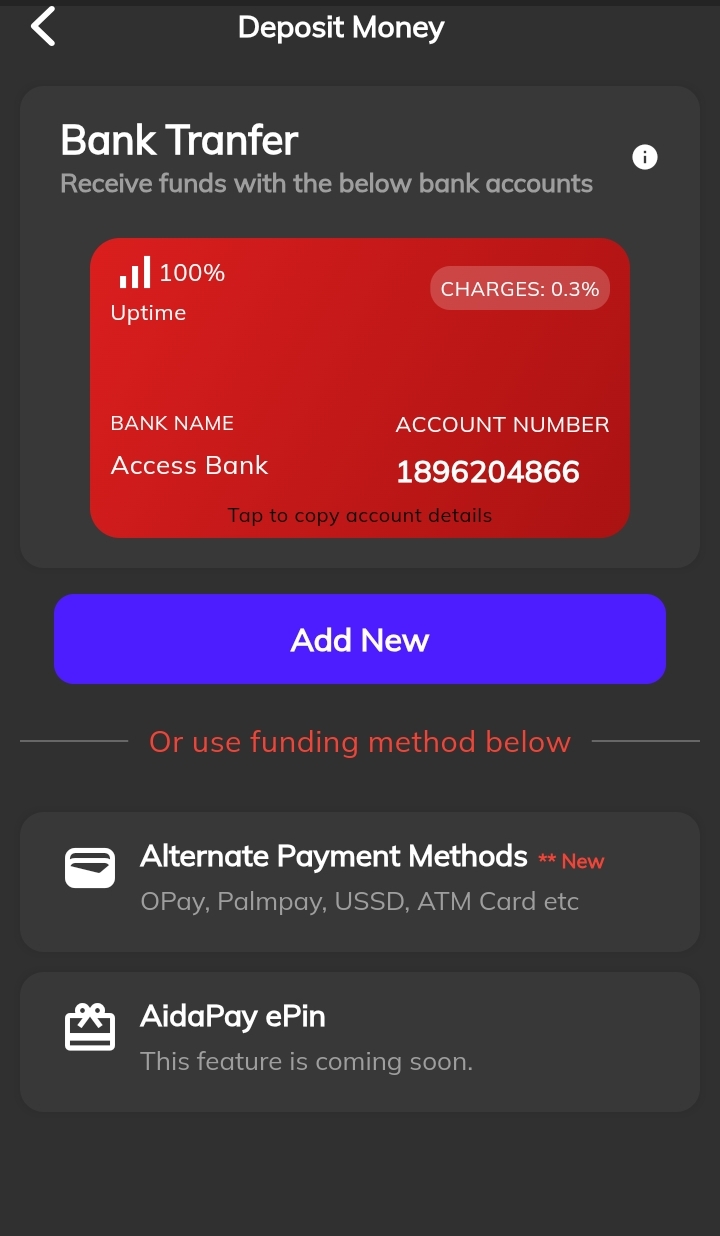 Deposit Money
Bank Tranfer
Receive funds with the below bank accounts
100%
CHARGES: 0.3%
Uptime
BANK NAME
ACCOUNT NUMBER
Access Bank
1896204866
Tap to copy account details
Add New
Or use funding method below
Alternate Payment Methods ** New
OPay, Palmpay, USSD, ATM Card etc
AidaPay ePin
This feature is coming soon.